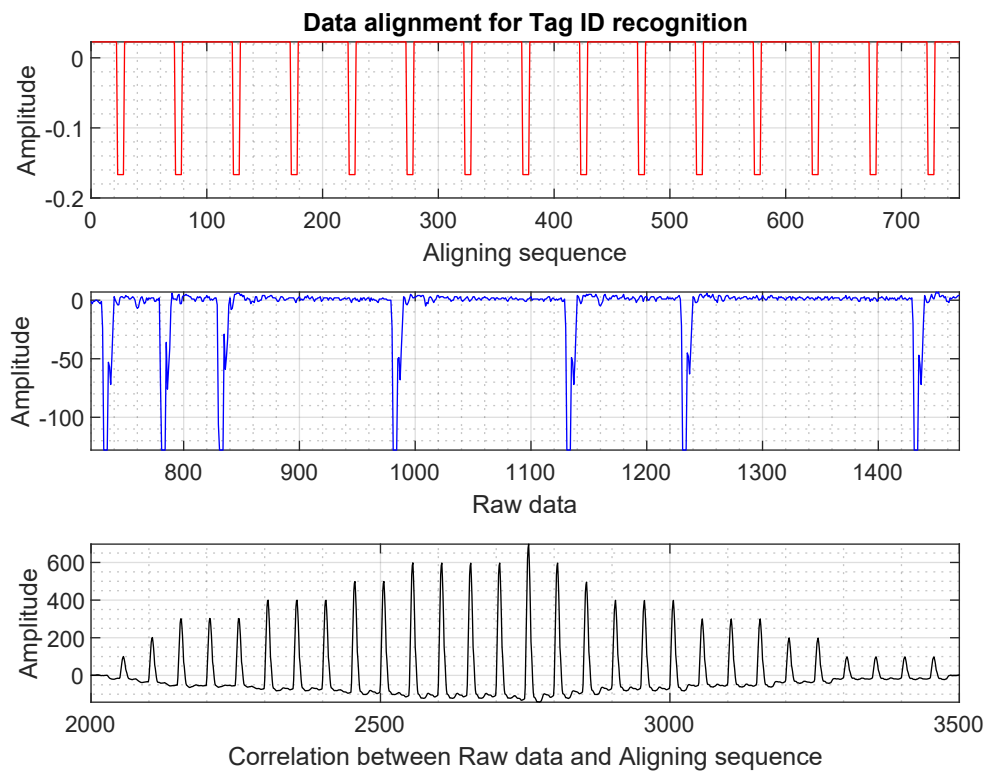 Data alignment for Tag ID recognition
0
-0.1
-0.2
Amplitude
0 100 200 300 400 500 600 700
Aligning sequence
0
-50
-100
Amplitude
800 900 1000 1100 1200 1300 1400
Raw data
600
400
200
0
Amplitude
2000 2500 3000 3500
Correlation between Raw data and Aligning sequence